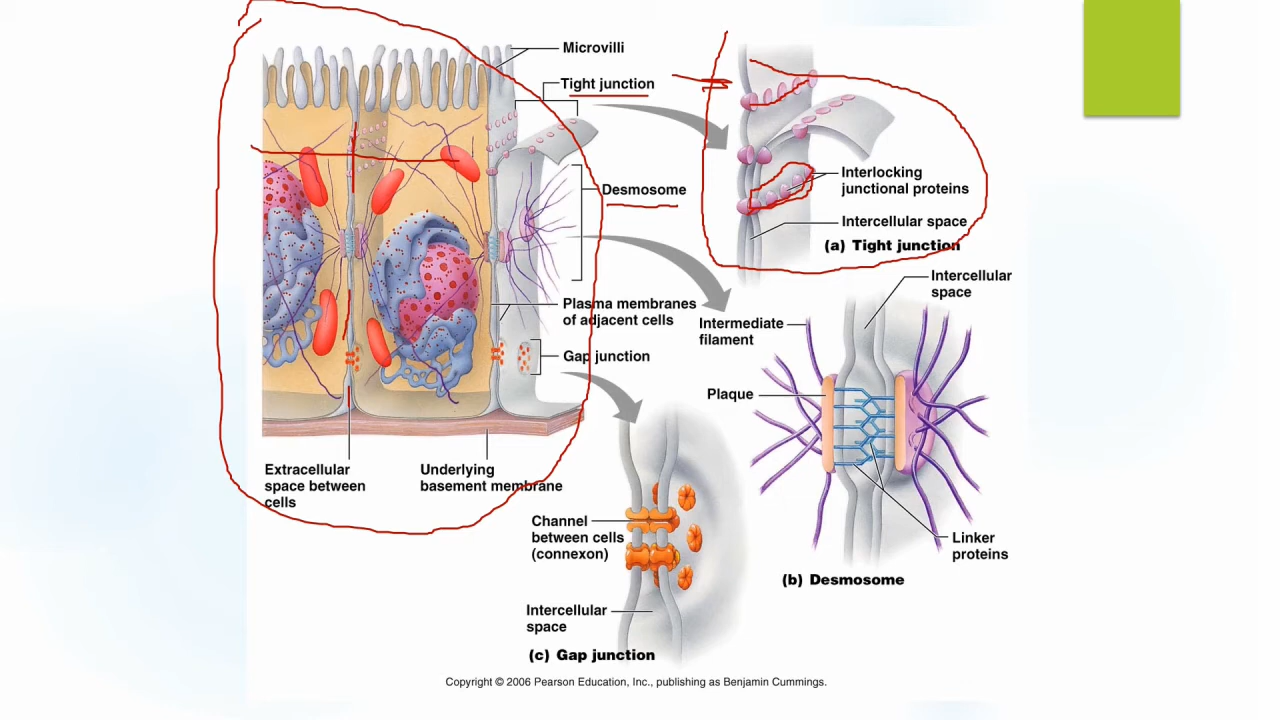 Microvilli
Tight junction
Desmosome
Plasma membranes
of adjacent cells
Gap junction
Extracellular
space between
cells
Underlying
basement membrane
Interlocking
junctional proteins
Intercellular space
(a) Tight junction
Intercellular
space
Intermediate
filament
Plaque
Linker
proteins
(b) Desmosome
Channel
between cells
(connexon)
Intercellular
space
(c) Gap junction
Copyright © 2006 Pearson Education, Inc., publishing as Benjamin Cummings.